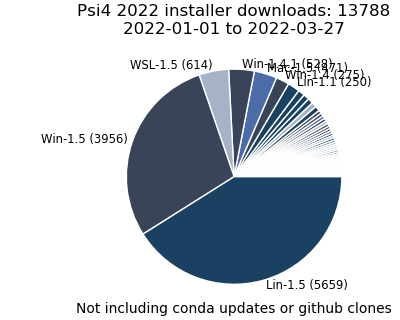 Psi4 2022 installer downloads: 13788
2022-01-01 to 2022-03-27
WSL-1.5 (614)
Win-1.4.1 (529)
Mac-1.5 (471)
Win-1.4 (275)
Lin-1.1 (250)
Win-1.5 (3956)
Lin-1.5 (5659)
Not including conda updates or github clones